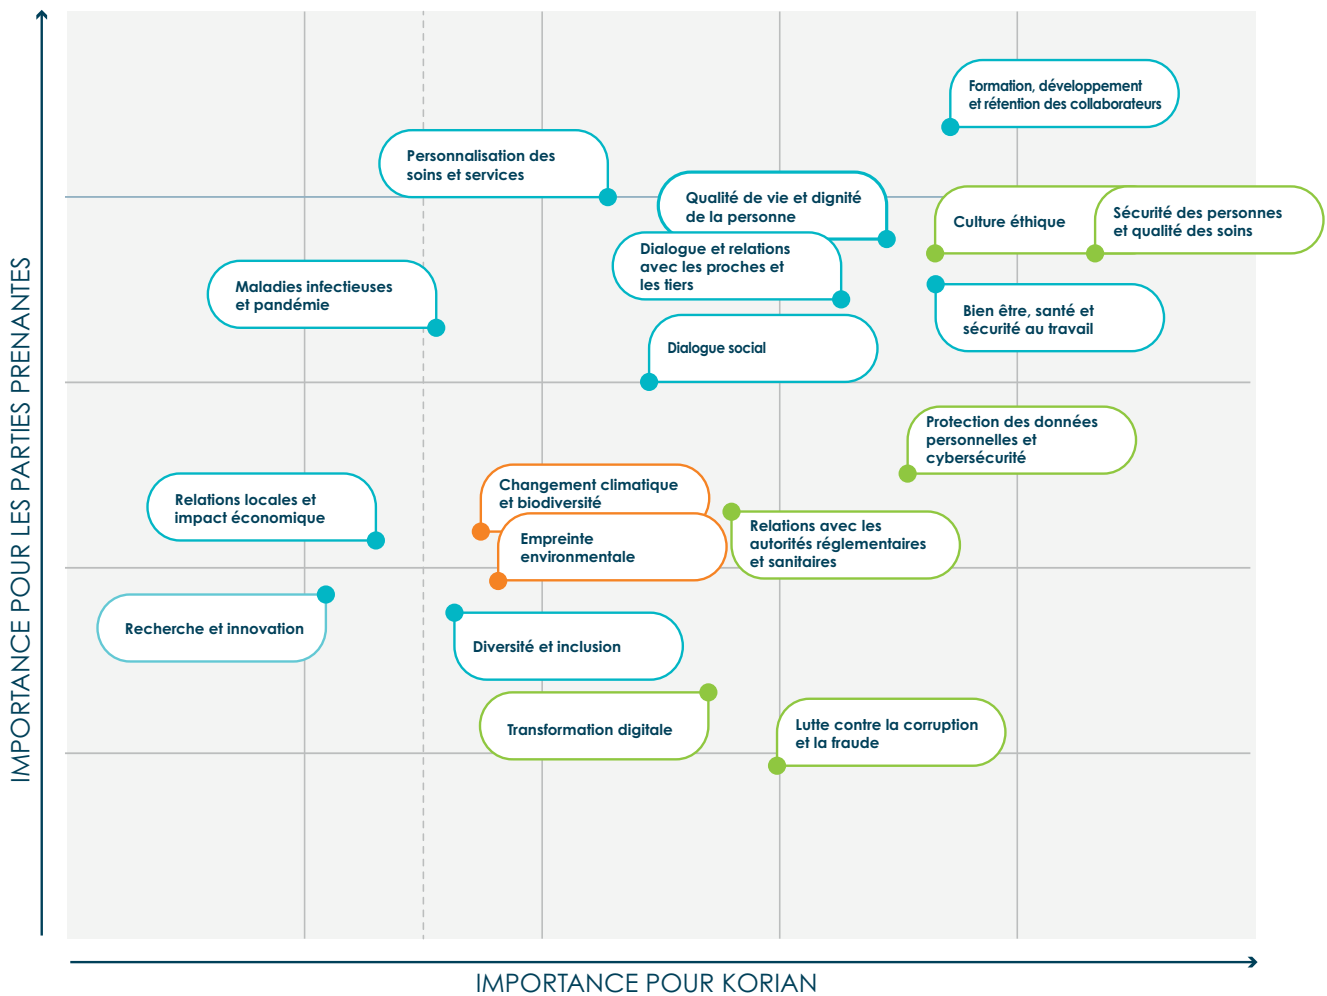 IMPORTANCE POUR LES PARTIES PRENANTES
Formation, développement
et rétention des collaborateurs
Personnalisation des
soins et services
Qualité de vie et dignité
de la personne
Culture éthique
Sécurité des personnes
et qualité des soins
Dialogue et relations
avec les proches et
les tiers
Maladies infectieuses
et pandémie
Bien être, santé et
sécurité au travail
Dialogue social
Protection des données
personnelles et
cybersécurité
Changement climatique
et biodiversité
Relations locales et
impact économique
Empreinte
environnementale
Relations avec les
autorités réglementaires
et sanitaires
Recherche et innovation
Diversité et inclusion
Transformation digitale
Lutte contre la corruption
et la fraude
IMPORTANCE POUR KORIAN